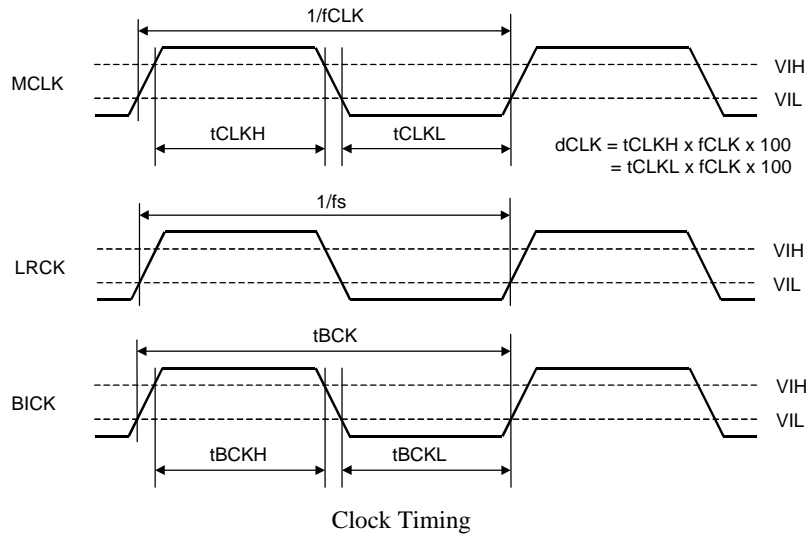 1/fCLK
MCLK
VIH
VIL
tCLKH
tCLKL
dCLK = tCLKH x fCLK x 100
= tCLKL x fCLK x 100
1/fs
LRCK
VIH
VIL
tBCK
BICK
VIH
VIL
tBCKH
tBCKL
Clock Timing